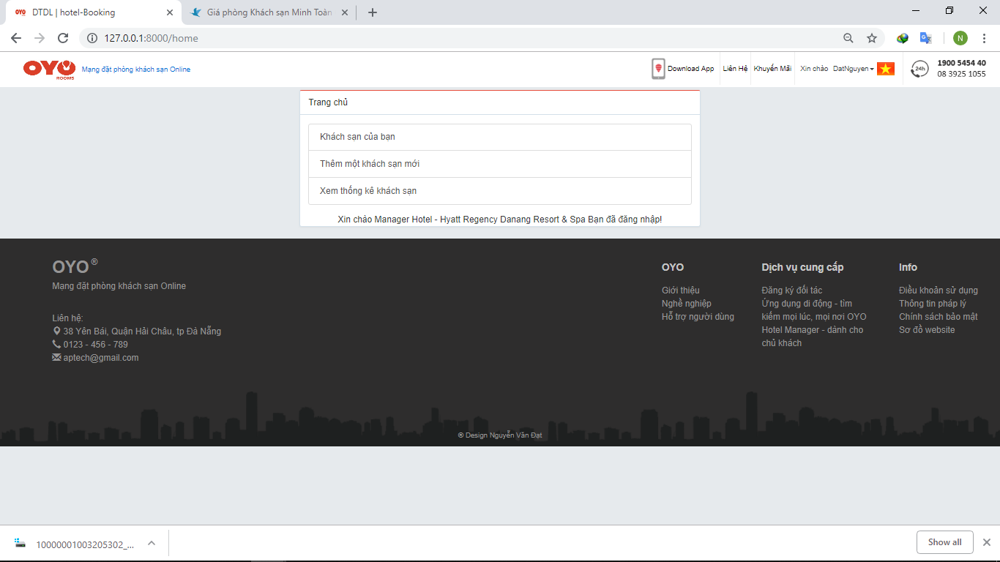 DTDL | hotel-Booking
Giá phòng Khách sạn Minh Toàn
127.0.0.1:8000/home
N
OYO
ROOMS
Mạng đặt phòng khách sạn Online
Download App
Liên Hệ
Khuyến Mãi
Xin chào DatNguyen
24h
1900 5454 40
08 3925 1055
Trang chủ
Khách sạn của bạn
Thêm một khách sạn mới
Xem thống kê khách sạn
Xin chào Manager Hotel - Hyatt Regency Danang Resort & Spa Bạn đã đăng nhập!
OYO ®
Mạng đặt phòng khách sạn Online
Liên hệ:
38 Yên Bái, Quận Hải Châu, tp Đà Nẵng
0123 - 456 - 789
aptech@gmail.com
OYO
Giới thiệu
Nghề nghiệp
Hỗ trợ người dùng
Dịch vụ cung cấp
Đăng ký đối tác
Ứng dụng di động - tìm
kiếm mọi lúc, mọi nơi OYO
Hotel Manager - dành cho
chủ khách
Info
Điều khoản sử dụng
Thông tin pháp lý
Chính sách bảo mật
Sơ đồ website
® Design Nguyễn Văn Đạt
10000001003205302_...
Show all